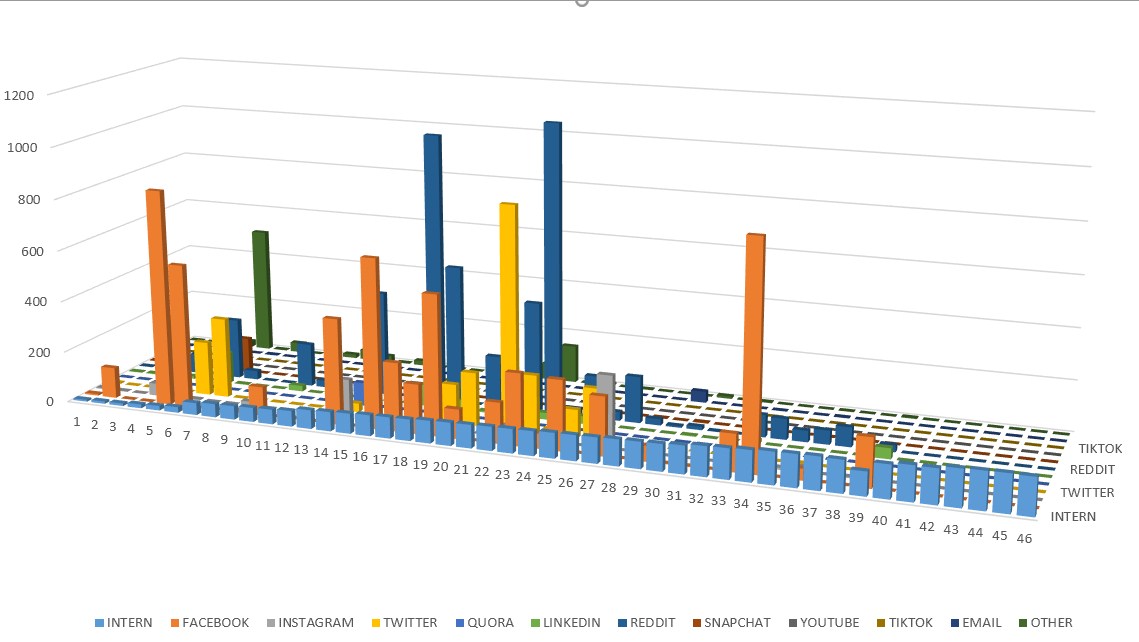 1200
1000
800
600
400
200
0
1 2 3 4 5 6 7 8 9 10 11 12 13 14 15 16 17 18 19 20 21 22 23 24 25 26 27 28 29 30 31 32 33 34 35 36 37 38 39 40 41 42 43 44 45 46
TIKTOK
REDDIT
TWITTER
INTERN
INTERN FACEBOOK INSTAGRAM TWITTER QUORA LINKEDIN REDDIT SNAPCHAT YOUTUBE TIKTOK EMAIL OTHER